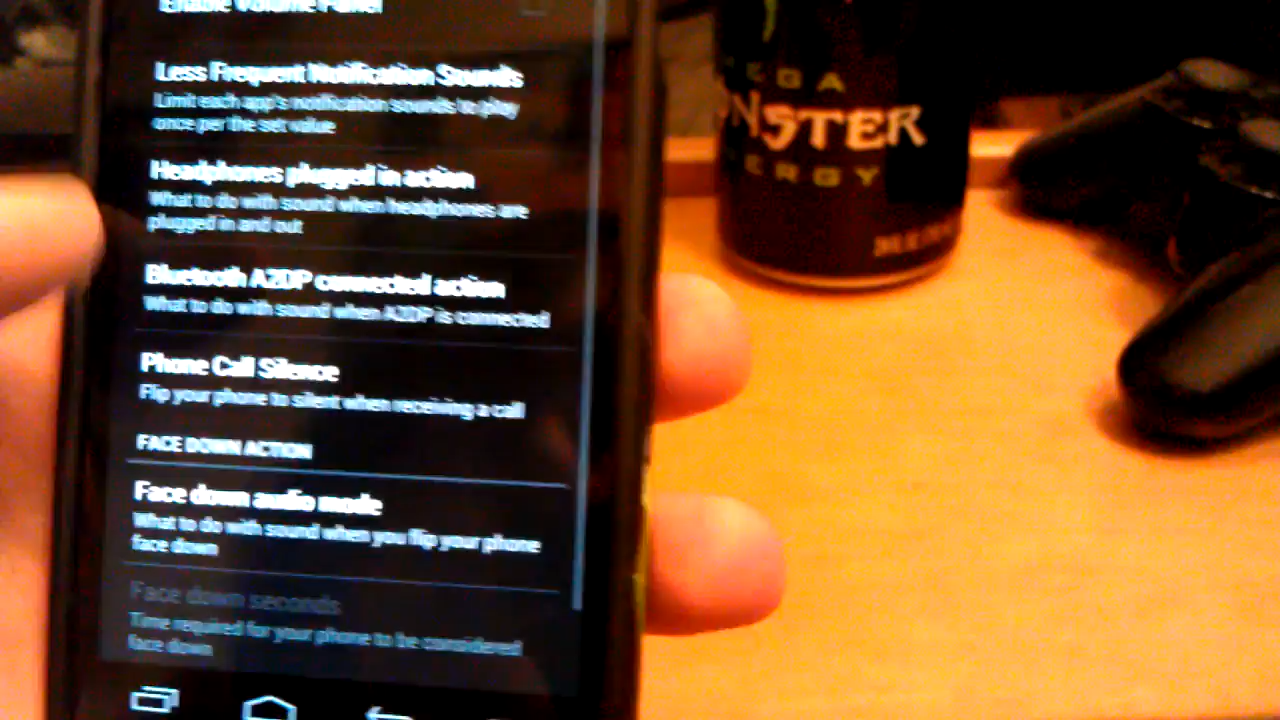 Enable Volume Panel
Less Frequent Notification Sounds
Limit each app's notification sounds to play
once per the set value
Headphones plugged in action
What to do with sound when headphones are
plugged in and out
Bluetooth A2DP connected action
What to do with sound when A2DP is connected
Phone Call Silence
Flip your phone to silent when receiving a call
FACE DOWN ACTION
Face down audio mode
What to do with sound when you flip your phone
face down
Face down seconds
Time required for your phone to be considered
face down
EGA
NSTER
ERGY